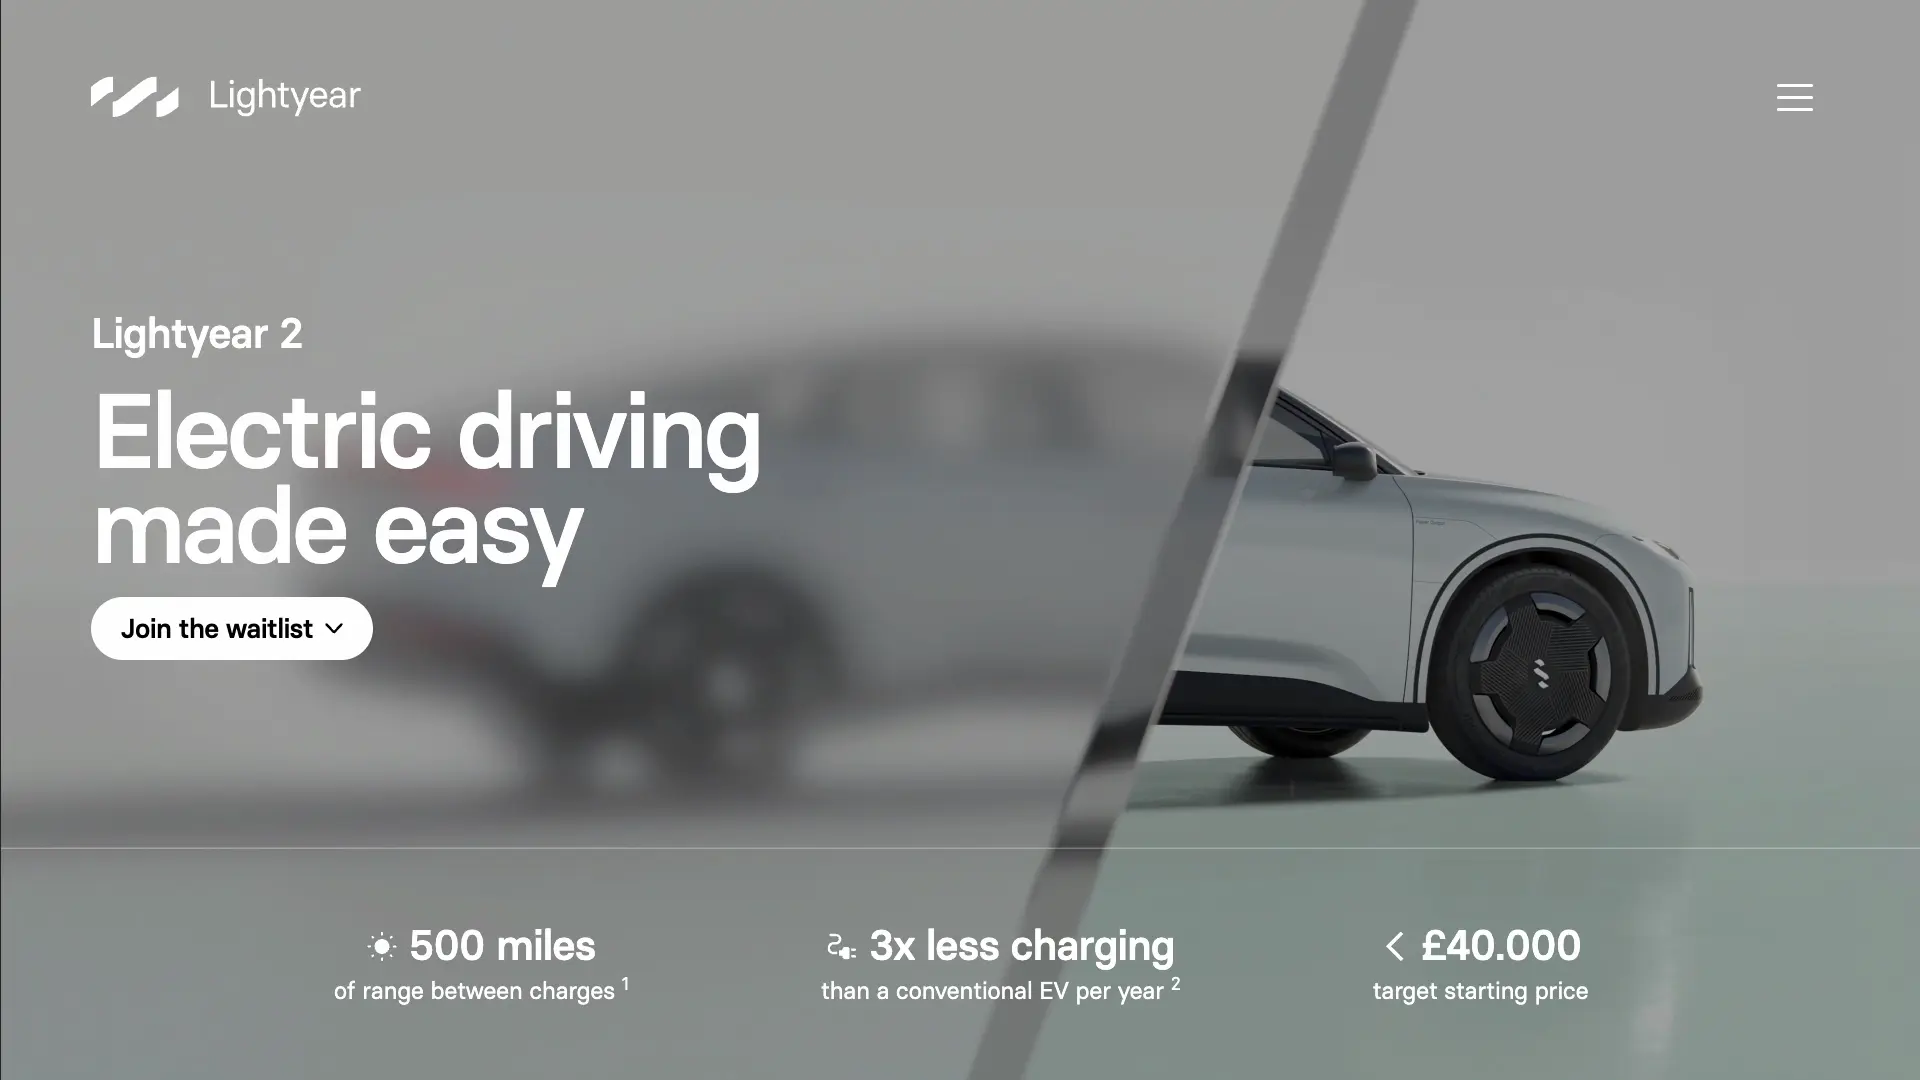 Lightyear
Lightyear 2
Electric driving
made easy
Join the waitlist
500 miles
of range between charges 1
3x less charging
than a conventional EV per year 2
< £40.000
target starting price